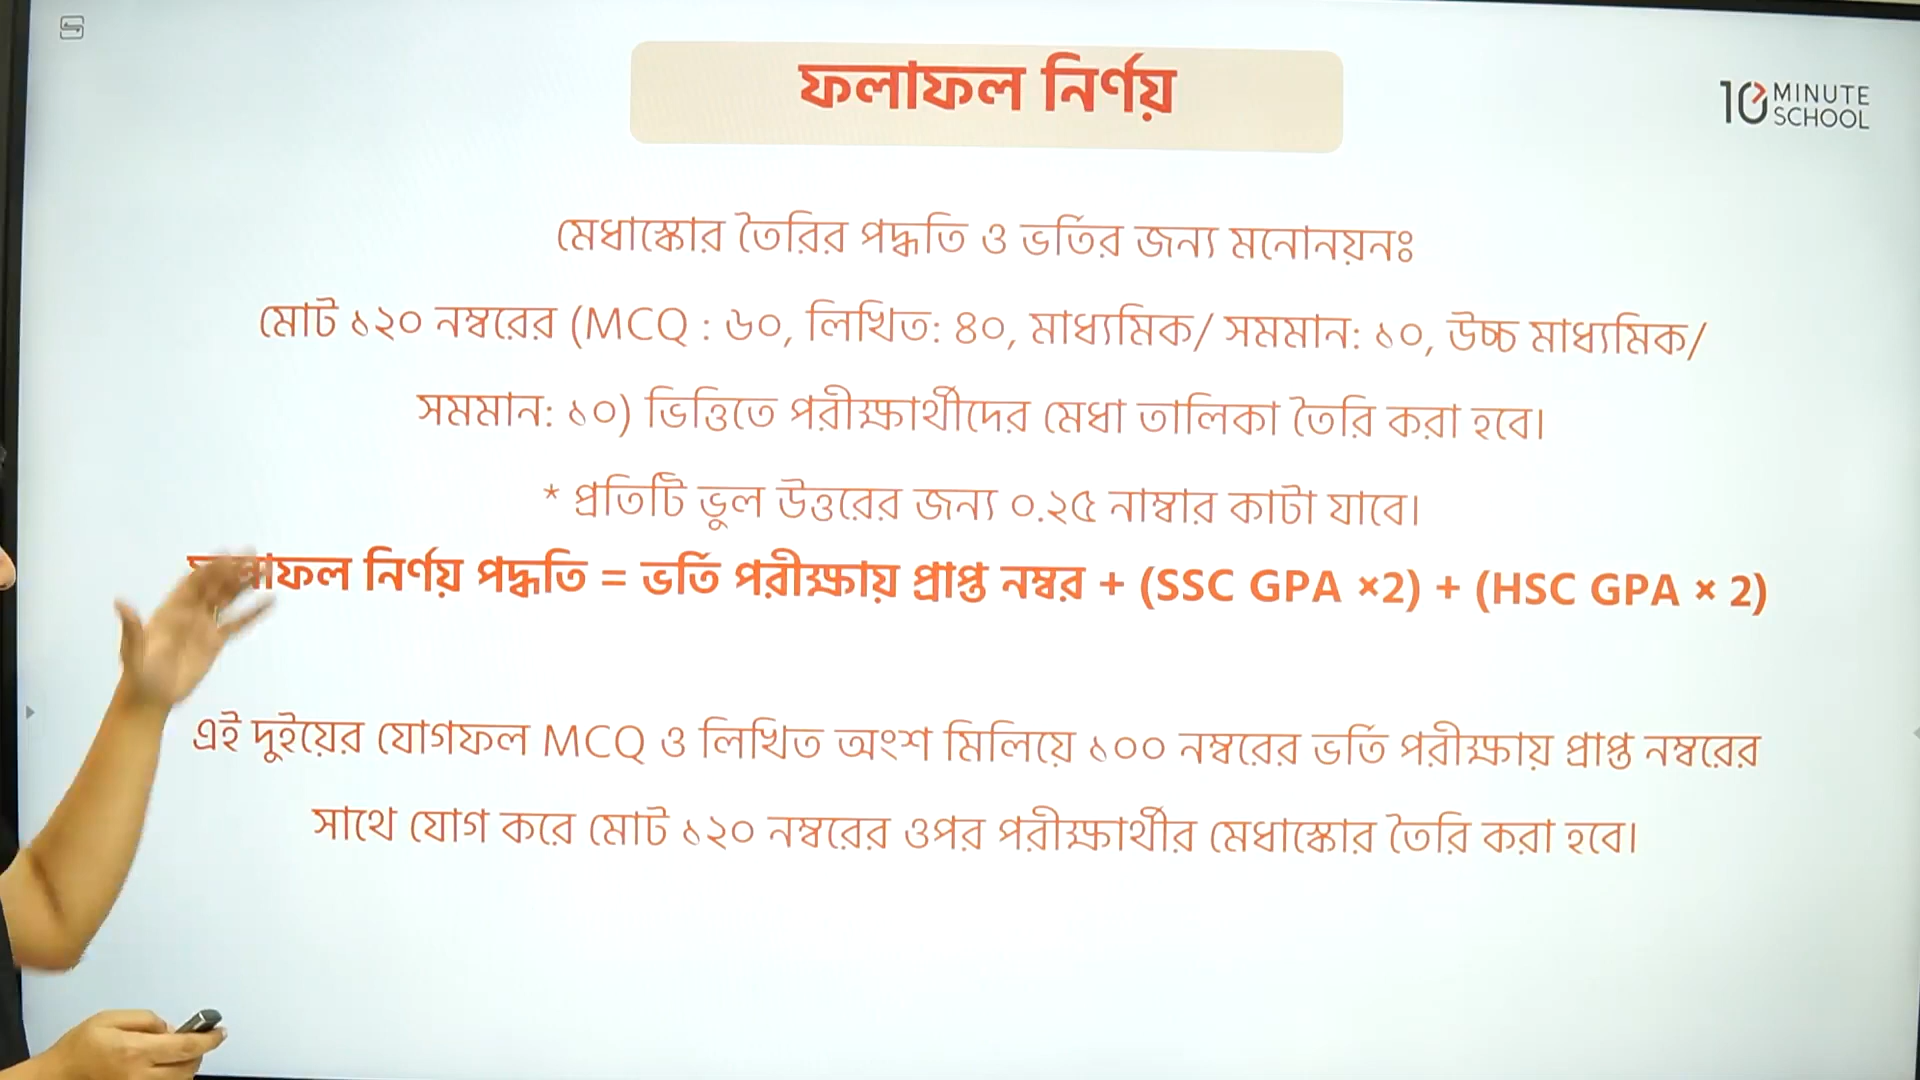 ফলাফল নির্ণয়
10 MINUTE SCHOOL
মেধাস্কোর তৈরির পদ্ধতি ও ভর্তির জন্য মনোনয়নঃ
মোট ১২০ নম্বরের (MCQ : ৬০, লিখিত: ৪০, মাধ্যমিক/ সমমান: ১০, উচ্চ মাধ্যমিক/
সমমান: ১০) ভিত্তিতে পরীক্ষার্থীদের মেধা তালিকা তৈরি করা হবে।
* প্রতিটি ভুল উত্তরের জন্য ০.২৫ নাম্বার কাটা যাবে।
নির্ণয় পদ্ধতি = ভর্তি পরীক্ষায় প্রাপ্ত নম্বর + (SSC GPA ×2) + (HSC GPA × 2)
এই দুইয়ের যোগফল MCQ ও লিখিত অংশ মিলিয়ে ১০০ নম্বরের ভর্তি পরীক্ষায় প্রাপ্ত নম্বরের
সাথে যোগ করে মোট ১২০ নম্বরের ওপর পরীক্ষার্থীর মেধাস্কোর তৈরি করা হবে।